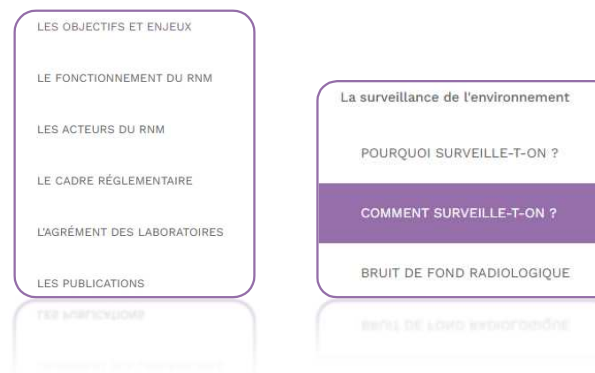 LES OBJECTIFS ET ENJEUX
LE FONCTIONNEMENT DU RNM
LES ACTEURS DU RNM
LE CADRE RÉGLEMENTAIRE
L'AGRÉMENT DES LABORATOIRES
LES PUBLICATIONS
La surveillance de l'environnement
POURQUOI SURVEILLE-T-ON ?
COMMENT SURVEILLE-T-ON ?
BRUIT DE FOND RADIOLOGIQUE